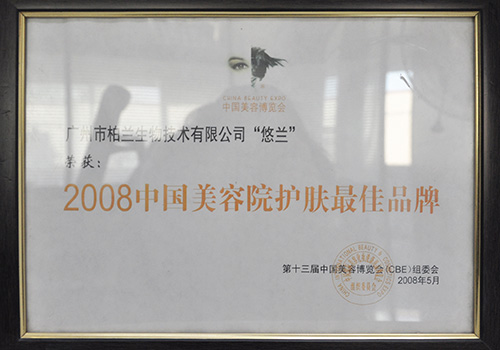 CHINA BEAUTY EXPO
中国美容博览会
广州市柏兰生物技术有限公司“悠兰”
荣获：
2008中国美容院护肤最佳品牌
第十三届中国美容博览会(CBE)组委会
2008年5月